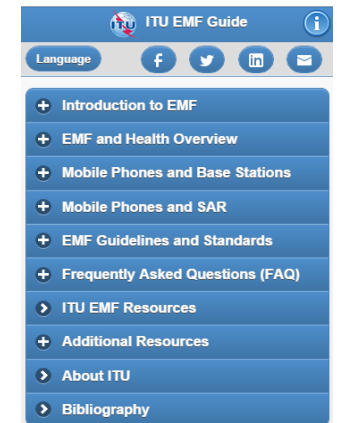 ITU EMF Guide
Language
Introduction to EMF
EMF and Health Overview
Mobile Phones and Base Stations
Mobile Phones and SAR
EMF Guidelines and Standards
Frequently Asked Questions (FAQ)
ITU EMF Resources
Additional Resources
About ITU
Bibliography